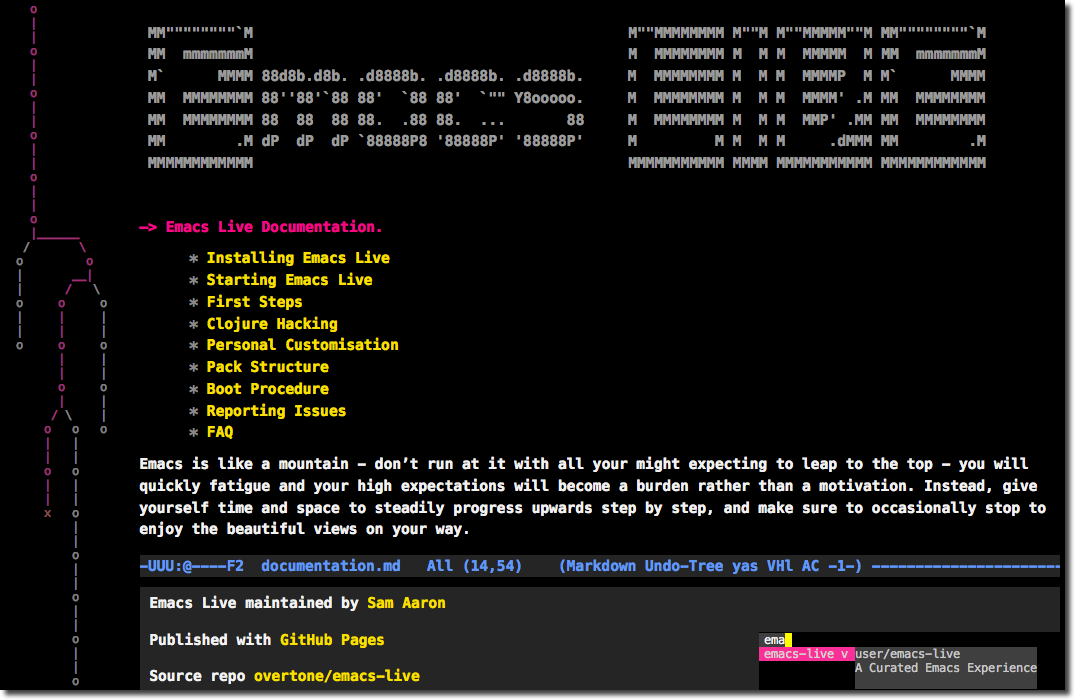 MM""""""""`M                                           M""MMMMMMMM M""M M""MMMMM""M MM""""""""`M
MM  mmmmmmmM                                           M  MMMMMMMM M  M M  MMMMM  M MM  mmmmmmmM
M`      MMMM 88d8b.d8b. .d8888b. .d8888b. .d8888b.     M  MMMMMMMM M  M M  MMMMP  M M`      MMMM
MM  MMMMMMMM 88''88'`88 88'  `88 88'  `"" Y8ooooo.     M  MMMMMMMM M  M M  MMMM' .M MM  MMMMMMMM
MM  MMMMMMMM 88  88  88 88.  .88 88.  ...       88     M  MMMMMMMM M  M M  MMP' .MM MM  MMMMMMMM
MM        .M dP  dP  dP `88888P8 '88888P' '88888P'     M         M M  M M     .dMMM MM        .M
MMMMMMMMMMMM                                           MMMMMMMMMMM MMMM MMMMMMMMMMM MMMMMMMMMMMM
—> Emacs Live Documentation.
* Installing Emacs Live
* Starting Emacs Live
* First Steps
* Clojure Hacking
* Personal Customisation
* Pack Structure
* Boot Procedure
* Reporting Issues
* FAQ
Emacs is like a mountain – don’t run at it with all your might expecting to leap to the top – you will
quickly fatigue and your high expectations will become a burden rather than a motivation. Instead, give
yourself time and space to steadily progress upwards step by step, and make sure to occasionally stop to
enjoy the beautiful views on your way.
-UUU:@----F2  documentation.md   All (14,54)    (Markdown Undo-Tree yas VHl AC -1-) ----------------------
Emacs Live maintained by Sam Aaron
Published with GitHub Pages
Source repo overtone/emacs-live
ema
emacs-live v user/emacs-live
A Curated Emacs Experience